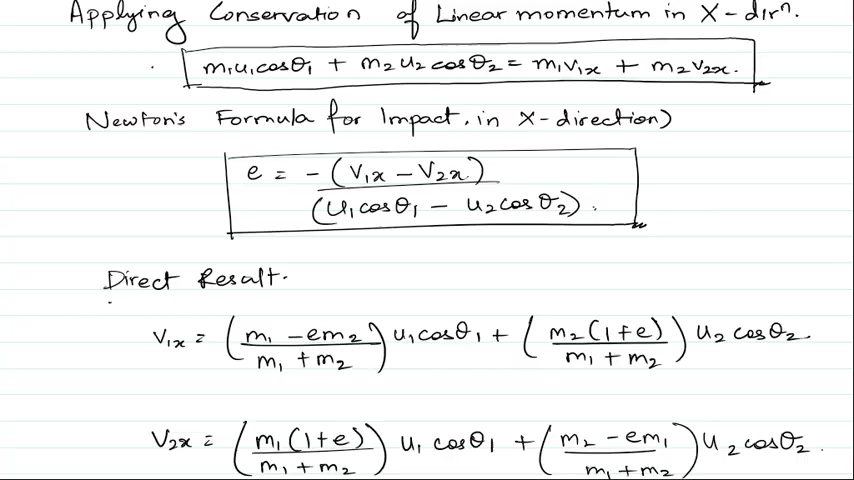 Applying Conservation of Linear momentum in X-dirⁿ.
m₁u₁cosθ₁ + m₂u₂cosθ₂ = m₁v₁ₓ + m₂v₂ₓ.
Newton's Formula for Impact. in X-direction)
e = -(v₁ₓ - v₂ₓ) / (u₁cosθ₁ - u₂cosθ₂).
Direct Result.
v₁ₓ = ((m₁ - em₂)/(m₁ + m₂)) u₁cosθ₁ + (m₂(1+e)/(m₁ + m₂)) u₂cosθ₂.
v₂ₓ = (m₁(1+e)/(m₁ + m₂)) u₁cosθ₁ + ((m₂ - em₁)/(m₁ + m₂)) u₂cosθ₂.